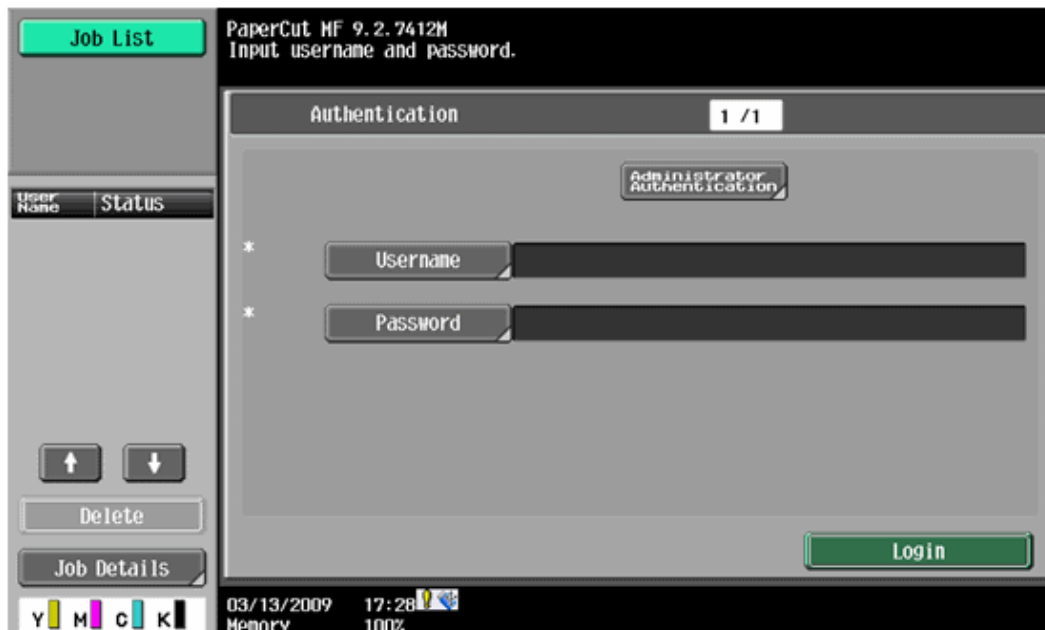 Job List
PaperCut MF 9.2.7412M
Input username and password.
Authentication
1 /1
Administrator
Authentication
User
Name
Status
* Username
* Password
Delete
Job Details
Login
Y M C K
03/13/2009 17:28
Memory 100%